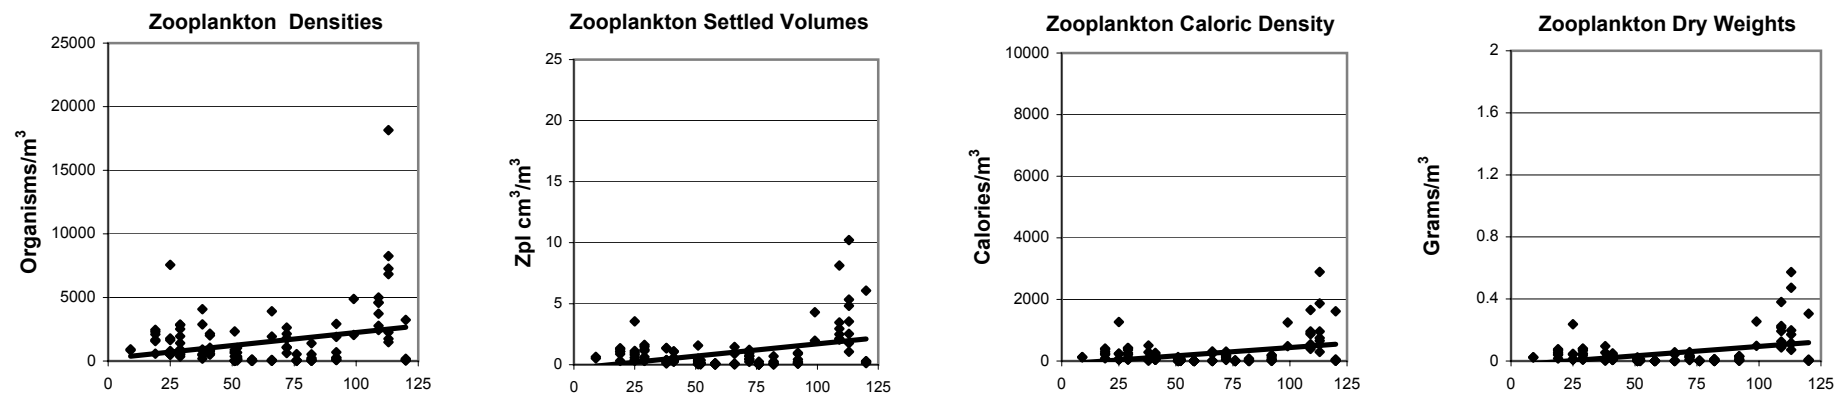 Zooplankton  Densities
25000
20000
15000
10000
5000
0
Organisms/m³
0 25 50 75 100 125
Zooplankton Settled Volumes
25
20
15
10
5
0
Zpl cm³/m³
0 25 50 75 100 125
Zooplankton Caloric Density
10000
8000
6000
4000
2000
0
Calories/m³
0 25 50 75 100 125
Zooplankton Dry Weights
2
1.6
1.2
0.8
0.4
0
Grams/m³
0 25 50 75 100 125